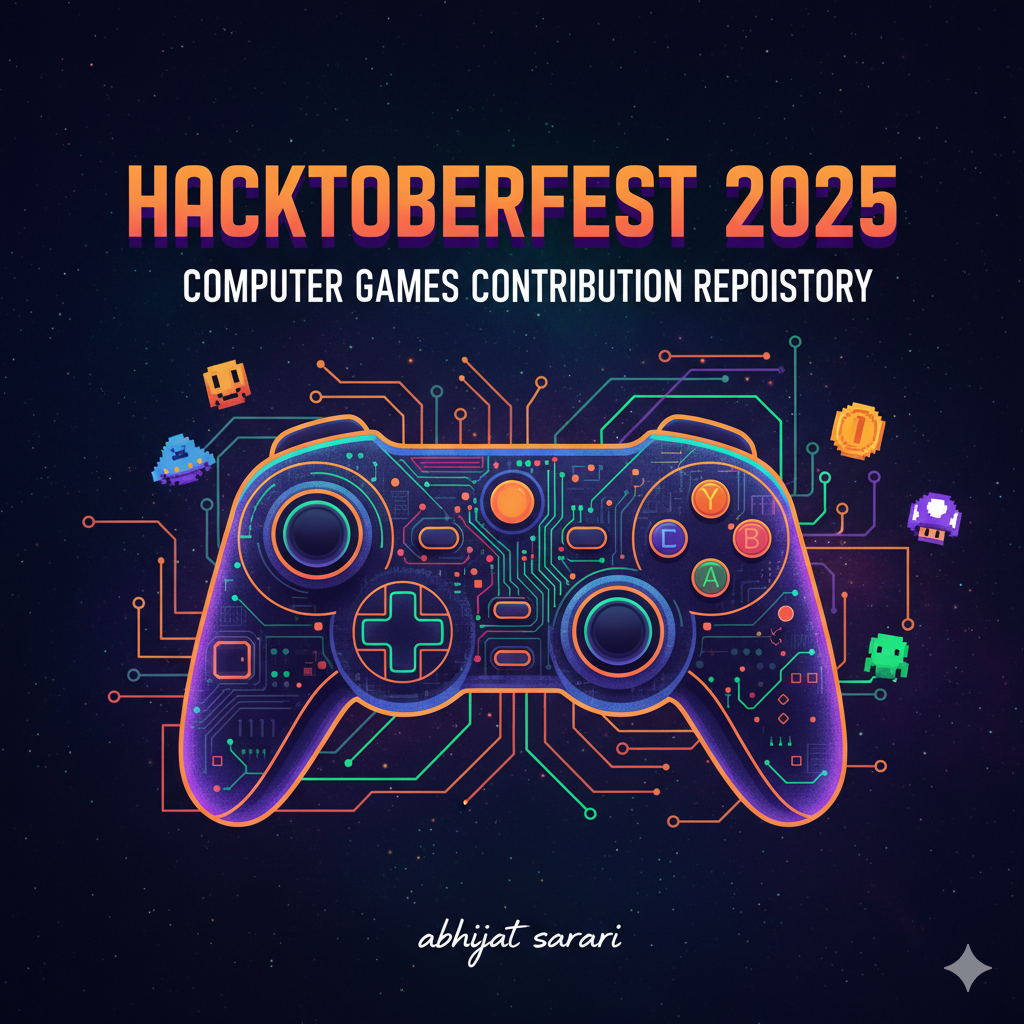 HACKTOBERFEST 2025
COMPUTER GAMES CONTRIBUTION REPOISTORY
Y
C B
A
abhijat sarari